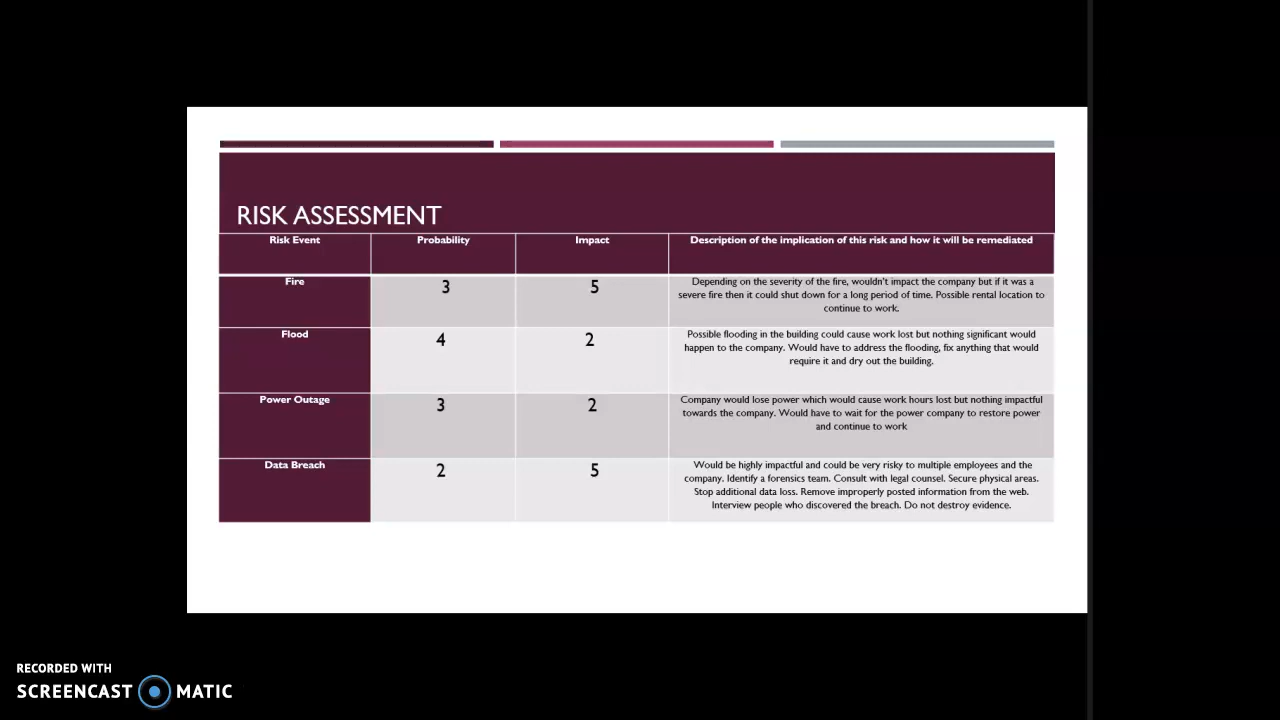 RISK ASSESSMENT
Risk Event Probability Impact Description of the implication of this risk and how it will be remediated
Fire 3 5 Depending on the severity of the fire, wouldn't impact the company but if it was a
severe fire then it could shut down for a long period of time. Possible rental location to
continue to work.
Flood 4 2 Possible flooding in the building could cause work lost but nothing significant would
happen to the company. Would have to address the flooding, fix anything that would
require it and dry out the building.
Power Outage 3 2 Company would lose power which would cause work hours lost but nothing impactful
towards the company. Would have to wait for the power company to restore power
and continue to work
Data Breach 2 5 Would be highly impactful and could be very risky to multiple employees and the
company. Identify a forensics team. Consult with legal counsel. Secure physical areas.
Stop additional data loss. Remove improperly posted information from the web.
Interview people who discovered the breach. Do not destroy evidence.
RECORDED WITH
SCREENCAST MATIC